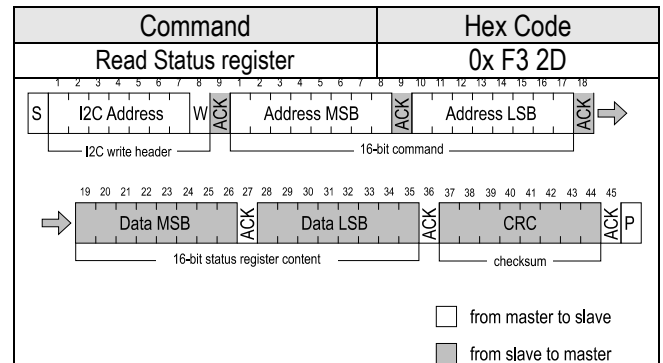 Command Hex Code
Read Status register 0x F3 2D
1 2 3 4 5 6 7 8 9 1 2 3 4 5 6 7 8 9 10 11 12 13 14 15 16 17 18
S I2C Address W ACK Address MSB ACK Address LSB ACK
I2C write header 16-bit command
19 20 21 22 23 24 25 26 27 28 29 30 31 32 33 34 35 36 37 38 39 40 41 42 43 44 45
Data MSB ACK Data LSB ACK CRC ACK P
16-bit status register content checksum
from master to slave
from slave to master